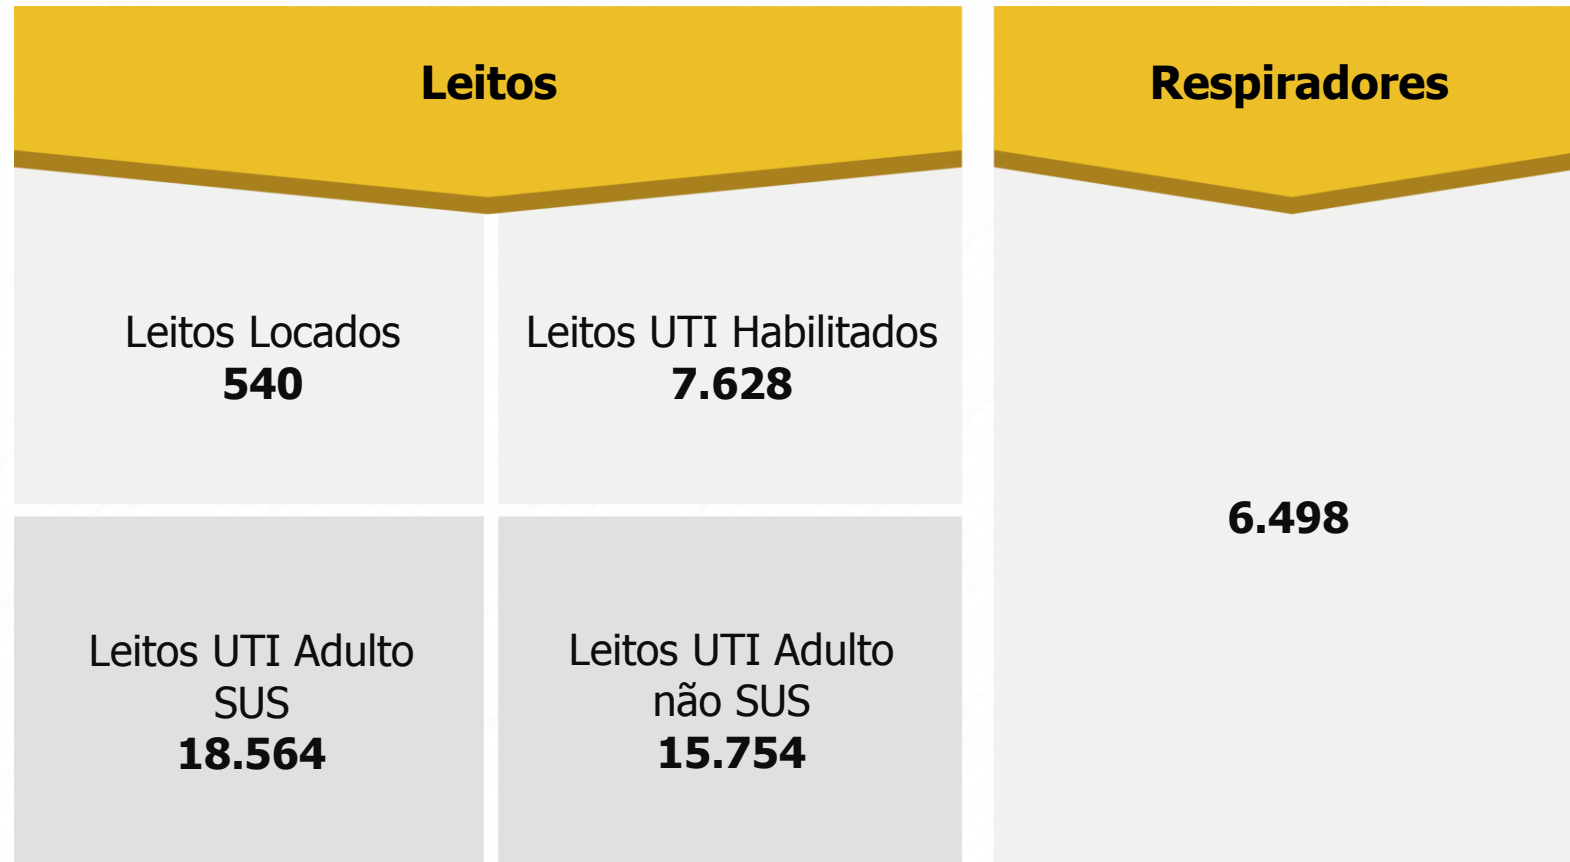 Leitos
Leitos Locados
540
Leitos UTI Habilitados
7.628
Leitos UTI Adulto
SUS
18.564
Leitos UTI Adulto
não SUS
15.754
Respiradores
6.498